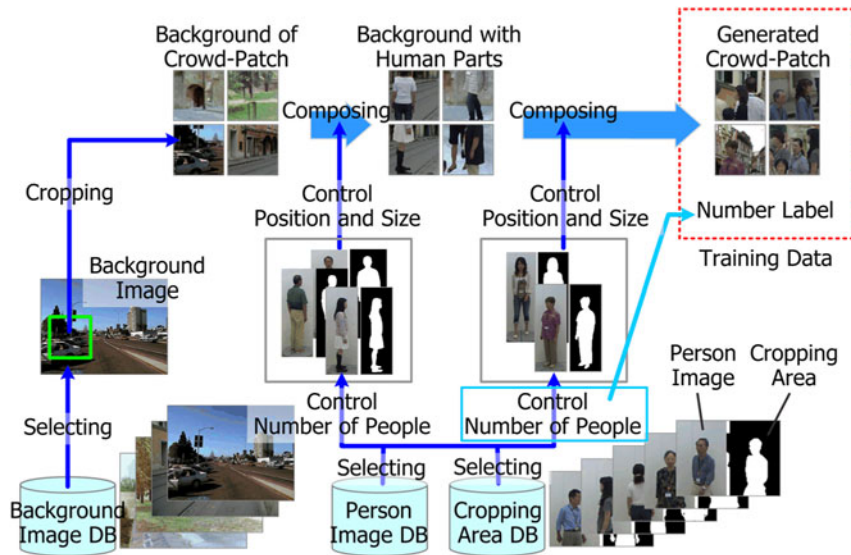 Background of
Crowd-Patch
Background with
Human Parts
Generated
Crowd-Patch
Composing
Composing
Cropping
Control
Position and Size
Control
Position and Size
Number Label
Training Data
Background
Image
Person
Image
Cropping
Area
Selecting
Control
Number of People
Control
Number of People
Selecting
Selecting
Background
Image DB
Person
Image DB
Cropping
Area DB